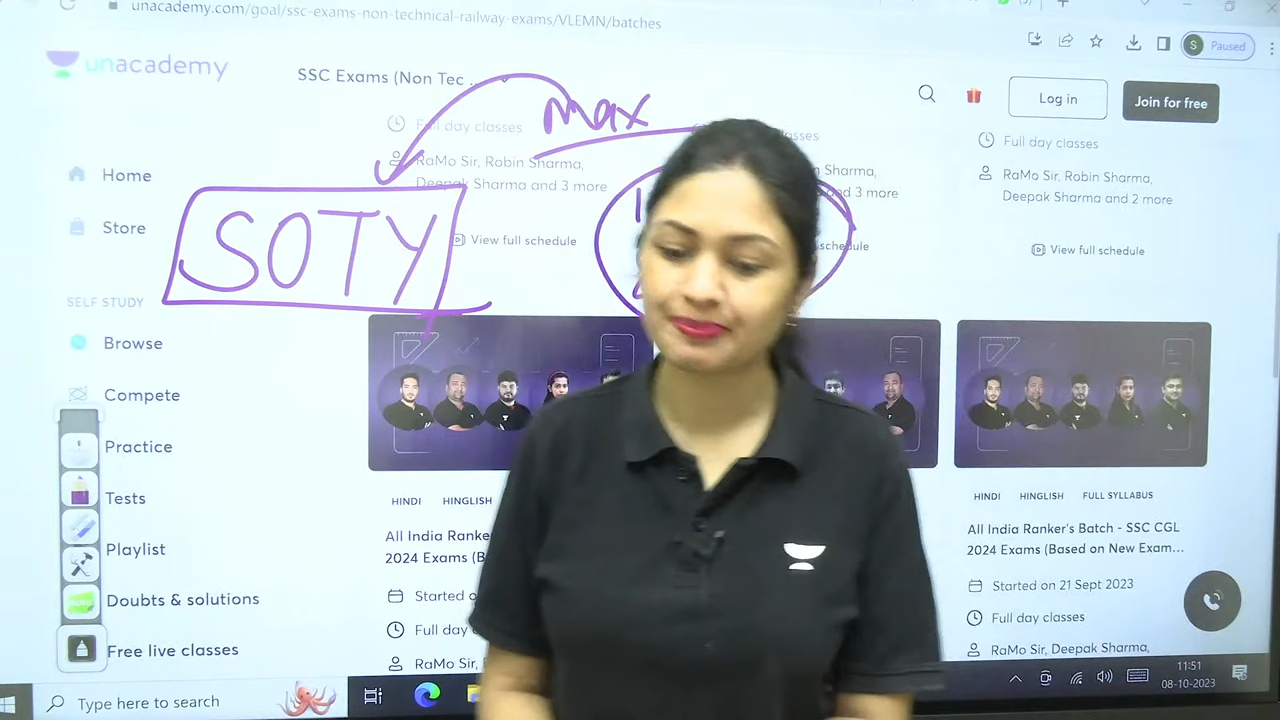 unacademy.com/goal/ssc-exams-non-technical-railway-exams/VLEMN/batches
S Paused
unacademy
SSC Exams (Non Tec ...
Log in
Join for free
max
Full day classes
classes
Full day classes
RaMo Sir, Robin Sharma,
Deepak Sharma and 3 more
Sharma,
and 3 more
RaMo Sir, Robin Sharma,
Deepak Sharma and 2 more
Home
Store
SOTY
View full schedule
schedule
View full schedule
SELF STUDY
Browse
Compete
Practice
Tests
Playlist
Doubts & solutions
Free live classes
HINDI HINGLISH
HINDI HINGLISH FULL SYLLABUS
All India Ranke
2024 Exams (B
All India Ranker's Batch - SSC CGL
2024 Exams (Based on New Exam...
Started o
Started on 21 Sept 2023
Full day
Full day classes
RaMo Sir,
RaMo Sir, Deepak Sharma,
Type here to search
11:51
08-10-2023